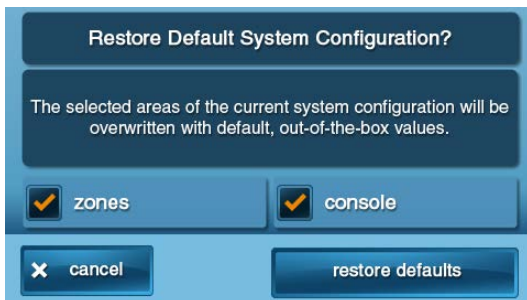 Restore Default System Configuration?
The selected areas of the current system configuration will be
overwritten with default, out-of-the-box values.
zones
console
cancel
restore defaults